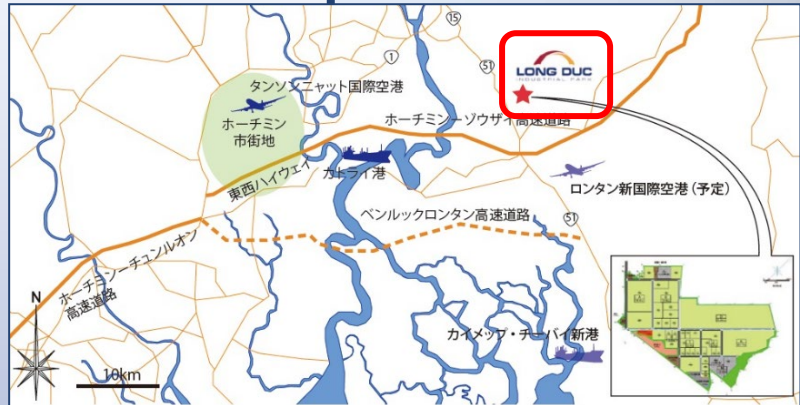 15
1
51
LONG DUC
INDUSTRIAL PARK
タンソンニャット国際空港
ホーチミン
市街地
ホーチミンーゾウザイ高速道路
東西ハイウェイ
カトライ港
ロンタン新国際空港(予定)
ベンルックロンタン高速道路
51
ホーチミンーチュンルオン
高速道路
カイメップ・チーバイ新港
N
10km